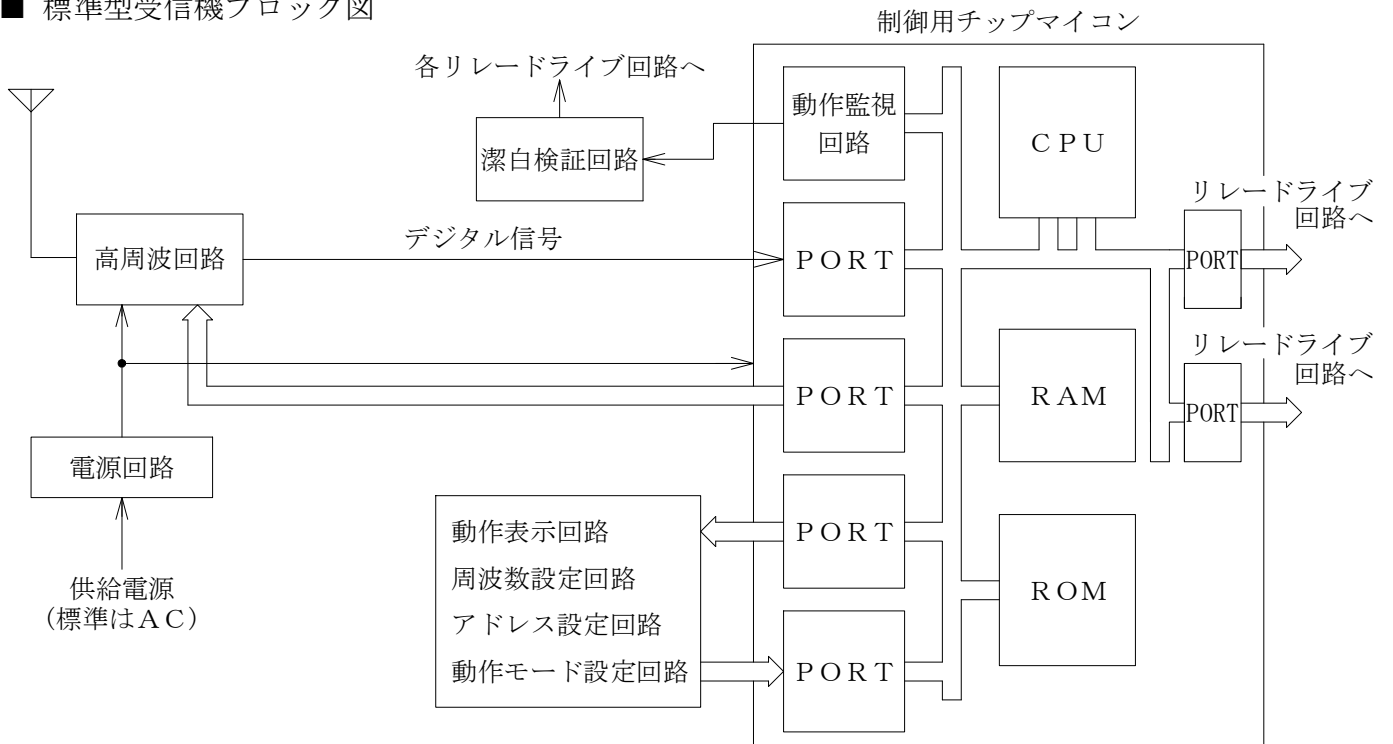 ■ 標準型受信機ブロック図
制御用チップマイコン
各リレードライブ回路へ
動作監視
回路
潔白検証回路
ＣＰＵ
リレードライブ
回路へ
高周波回路
デジタル信号
ＰＯＲＴ
PORT
リレードライブ
回路へ
ＰＯＲＴ
ＲＡＭ
PORT
電源回路
動作表示回路
周波数設定回路
アドレス設定回路
動作モード設定回路
ＰＯＲＴ
ＲＯＭ
供給電源
(標準はＡＣ)
ＰＯＲＴ